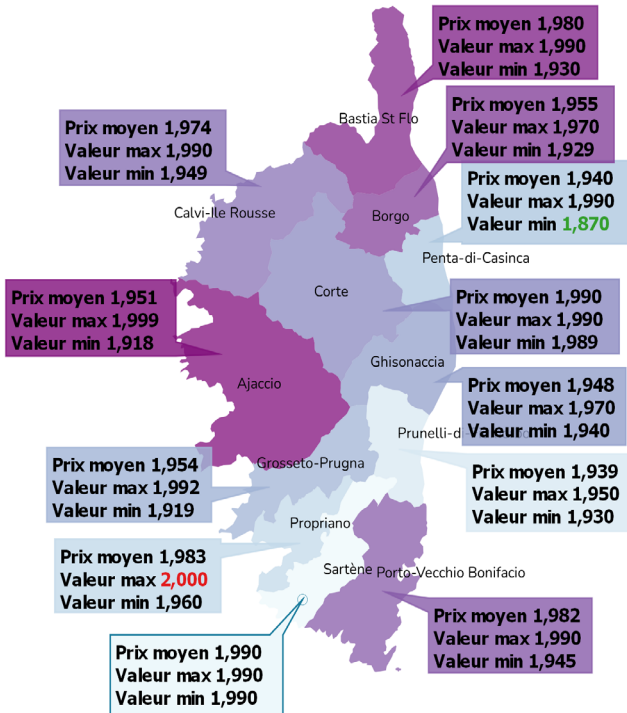 Prix moyen 1,980
Valeur max 1,990
Valeur min 1,930
Bastia St Flo
Prix moyen 1,955
Valeur max 1,970
Valeur min 1,929
Prix moyen 1,974
Valeur max 1,990
Valeur min 1,949
Prix moyen 1,940
Valeur max 1,990
Valeur min 1,870
Calvi-Ile Rousse
Borgo
Penta-di-Casinca
Corte
Prix moyen 1,951
Valeur max 1,999
Valeur min 1,918
Prix moyen 1,990
Valeur max 1,990
Valeur min 1,989
Ghisonaccia
Ajaccio
Prix moyen 1,948
Valeur max 1,970
Valeur min 1,940
Prunelli-d
Grosseto-Prugna
Prix moyen 1,954
Valeur max 1,992
Valeur min 1,919
Prix moyen 1,939
Valeur max 1,950
Valeur min 1,930
Propriano
Prix moyen 1,983
Valeur max 2,000
Valeur min 1,960
Sartène
Porto-Vecchio Bonifacio
Prix moyen 1,982
Valeur max 1,990
Valeur min 1,945
Prix moyen 1,990
Valeur max 1,990
Valeur min 1,990